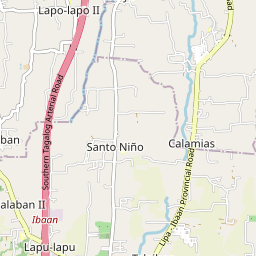 Lapo-lapo II
Southern Tagalog Arterial Road
Santo Niño
Calamias
Ibaan
Lapu-lapu
Lipa - Ibaan Provincial Road